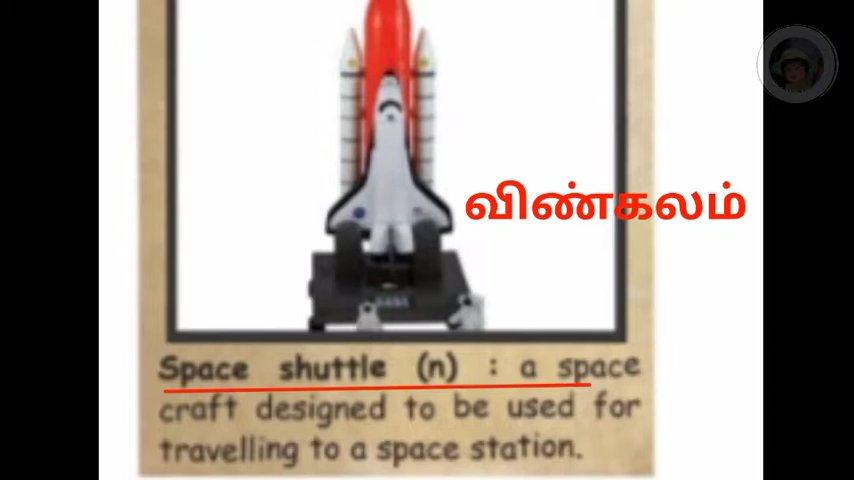 விண்கலம்
Space shuttle (n) : a space
craft designed to be used for
travelling to a space station.